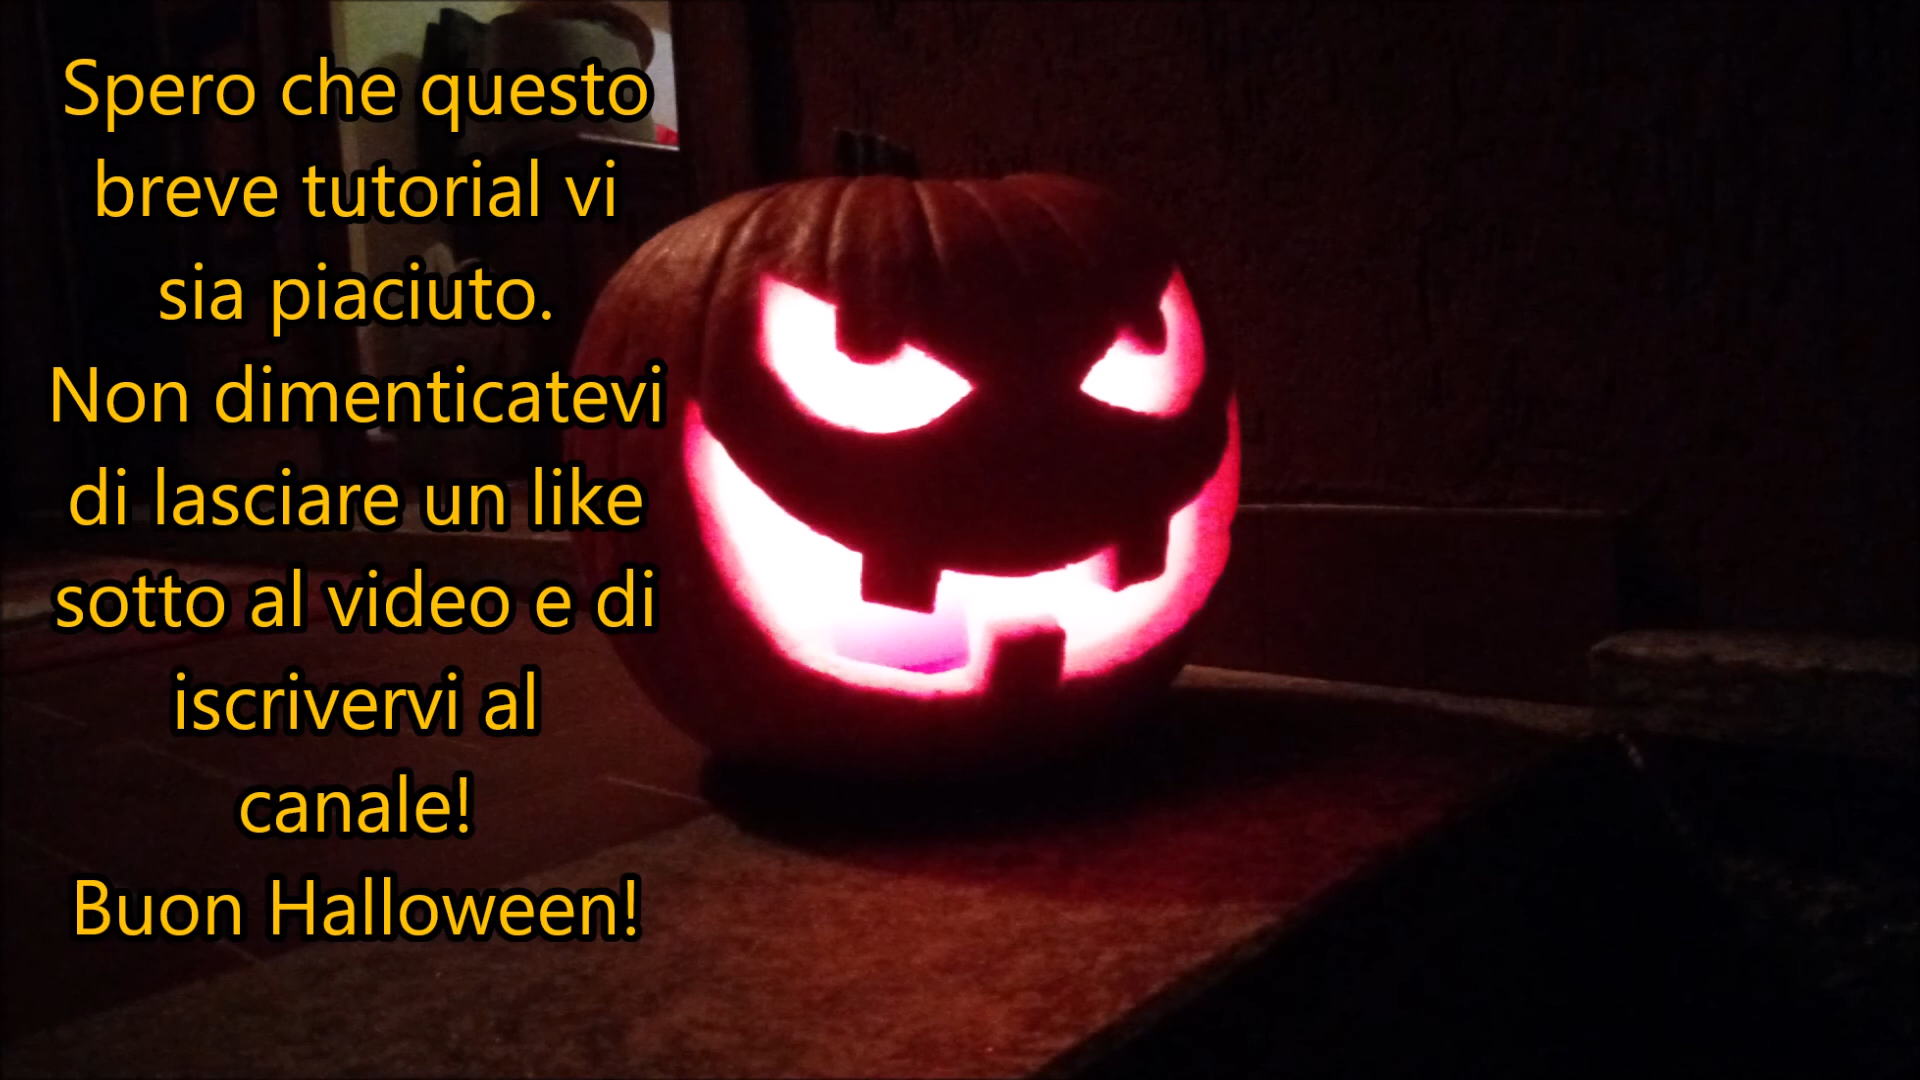 Spero che questo
breve tutorial vi
sia piaciuto.
Non dimenticatevi
di lasciare un like
sotto al video e di
iscrivervi al
canale!
Buon Halloween!